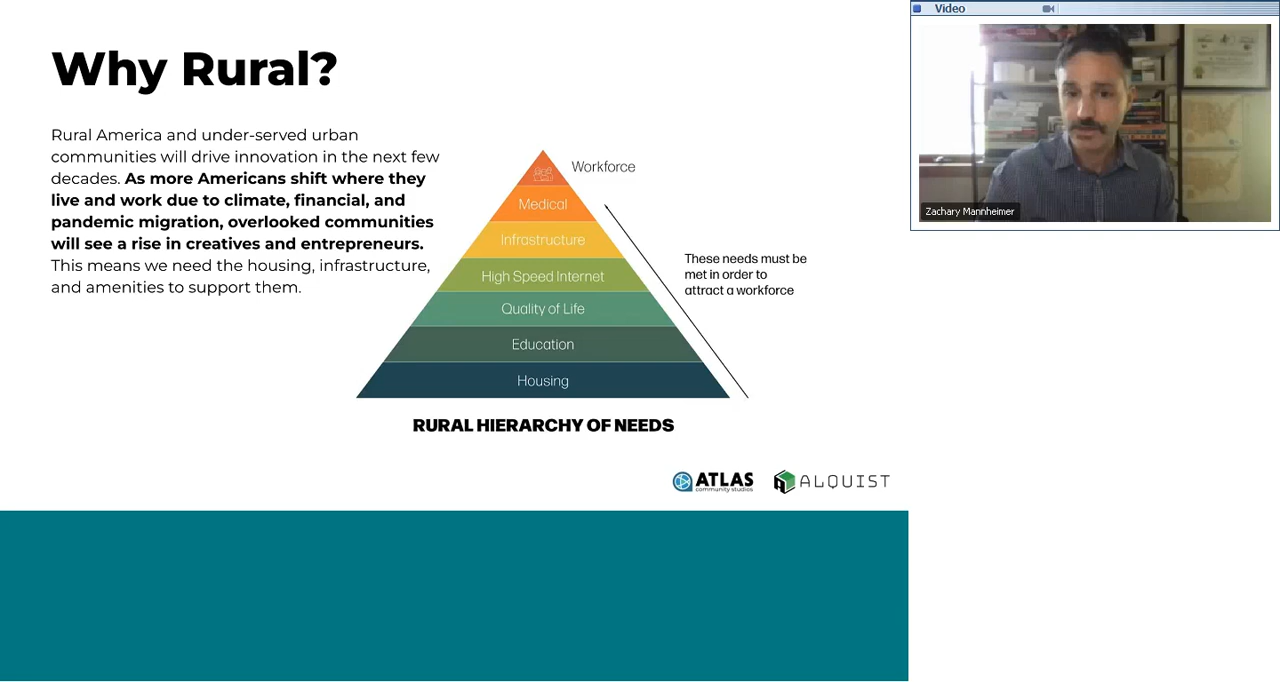 Why Rural?
Rural America and under-served urban
communities will drive innovation in the next few
decades. As more Americans shift where they
live and work due to climate, financial, and
pandemic migration, overlooked communities
will see a rise in creatives and entrepreneurs.
This means we need the housing, infrastructure,
and amenities to support them.
Workforce
Medical
Infrastructure
High Speed Internet
Quality of Life
Education
Housing
These needs must be
met in order to
attract a workforce
RURAL HIERARCHY OF NEEDS
ATLAS
community studios
ALQUIST
Video
Zachary Mannheimer